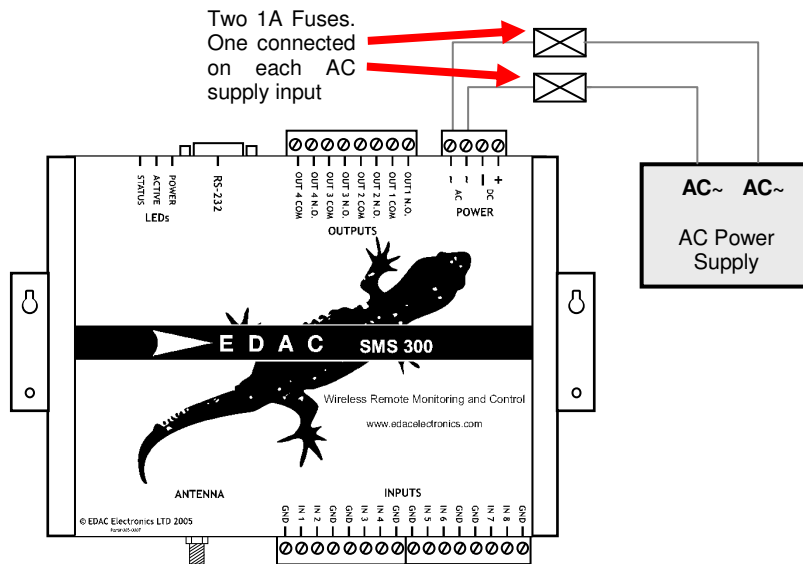 Two 1A Fuses.
One connected
on each AC
supply input
AC~ AC~
AC Power
Supply
STATUS
ACTIVE
POWER
LEDs
RS-232
OUT 4 COM
OUT 4 N.O.
OUT 3 COM
OUT 3 N.O.
OUT 2 COM
OUT 2 N.O.
OUT 1 COM
OUT1 N.O.
OUTPUTS
~ ~ – +
AC DC
POWER
EDAC SMS 300
Wireless Remote Monitoring and Control
www.edacelectronics.com
ANTENNA
INPUTS
© EDAC Electronics LTD 2005
GND
IN 1
IN 2
GND
GND
IN 3
IN 4
GND
GND
IN 5
IN 6
GND
GND
IN 7
IN 8
GND